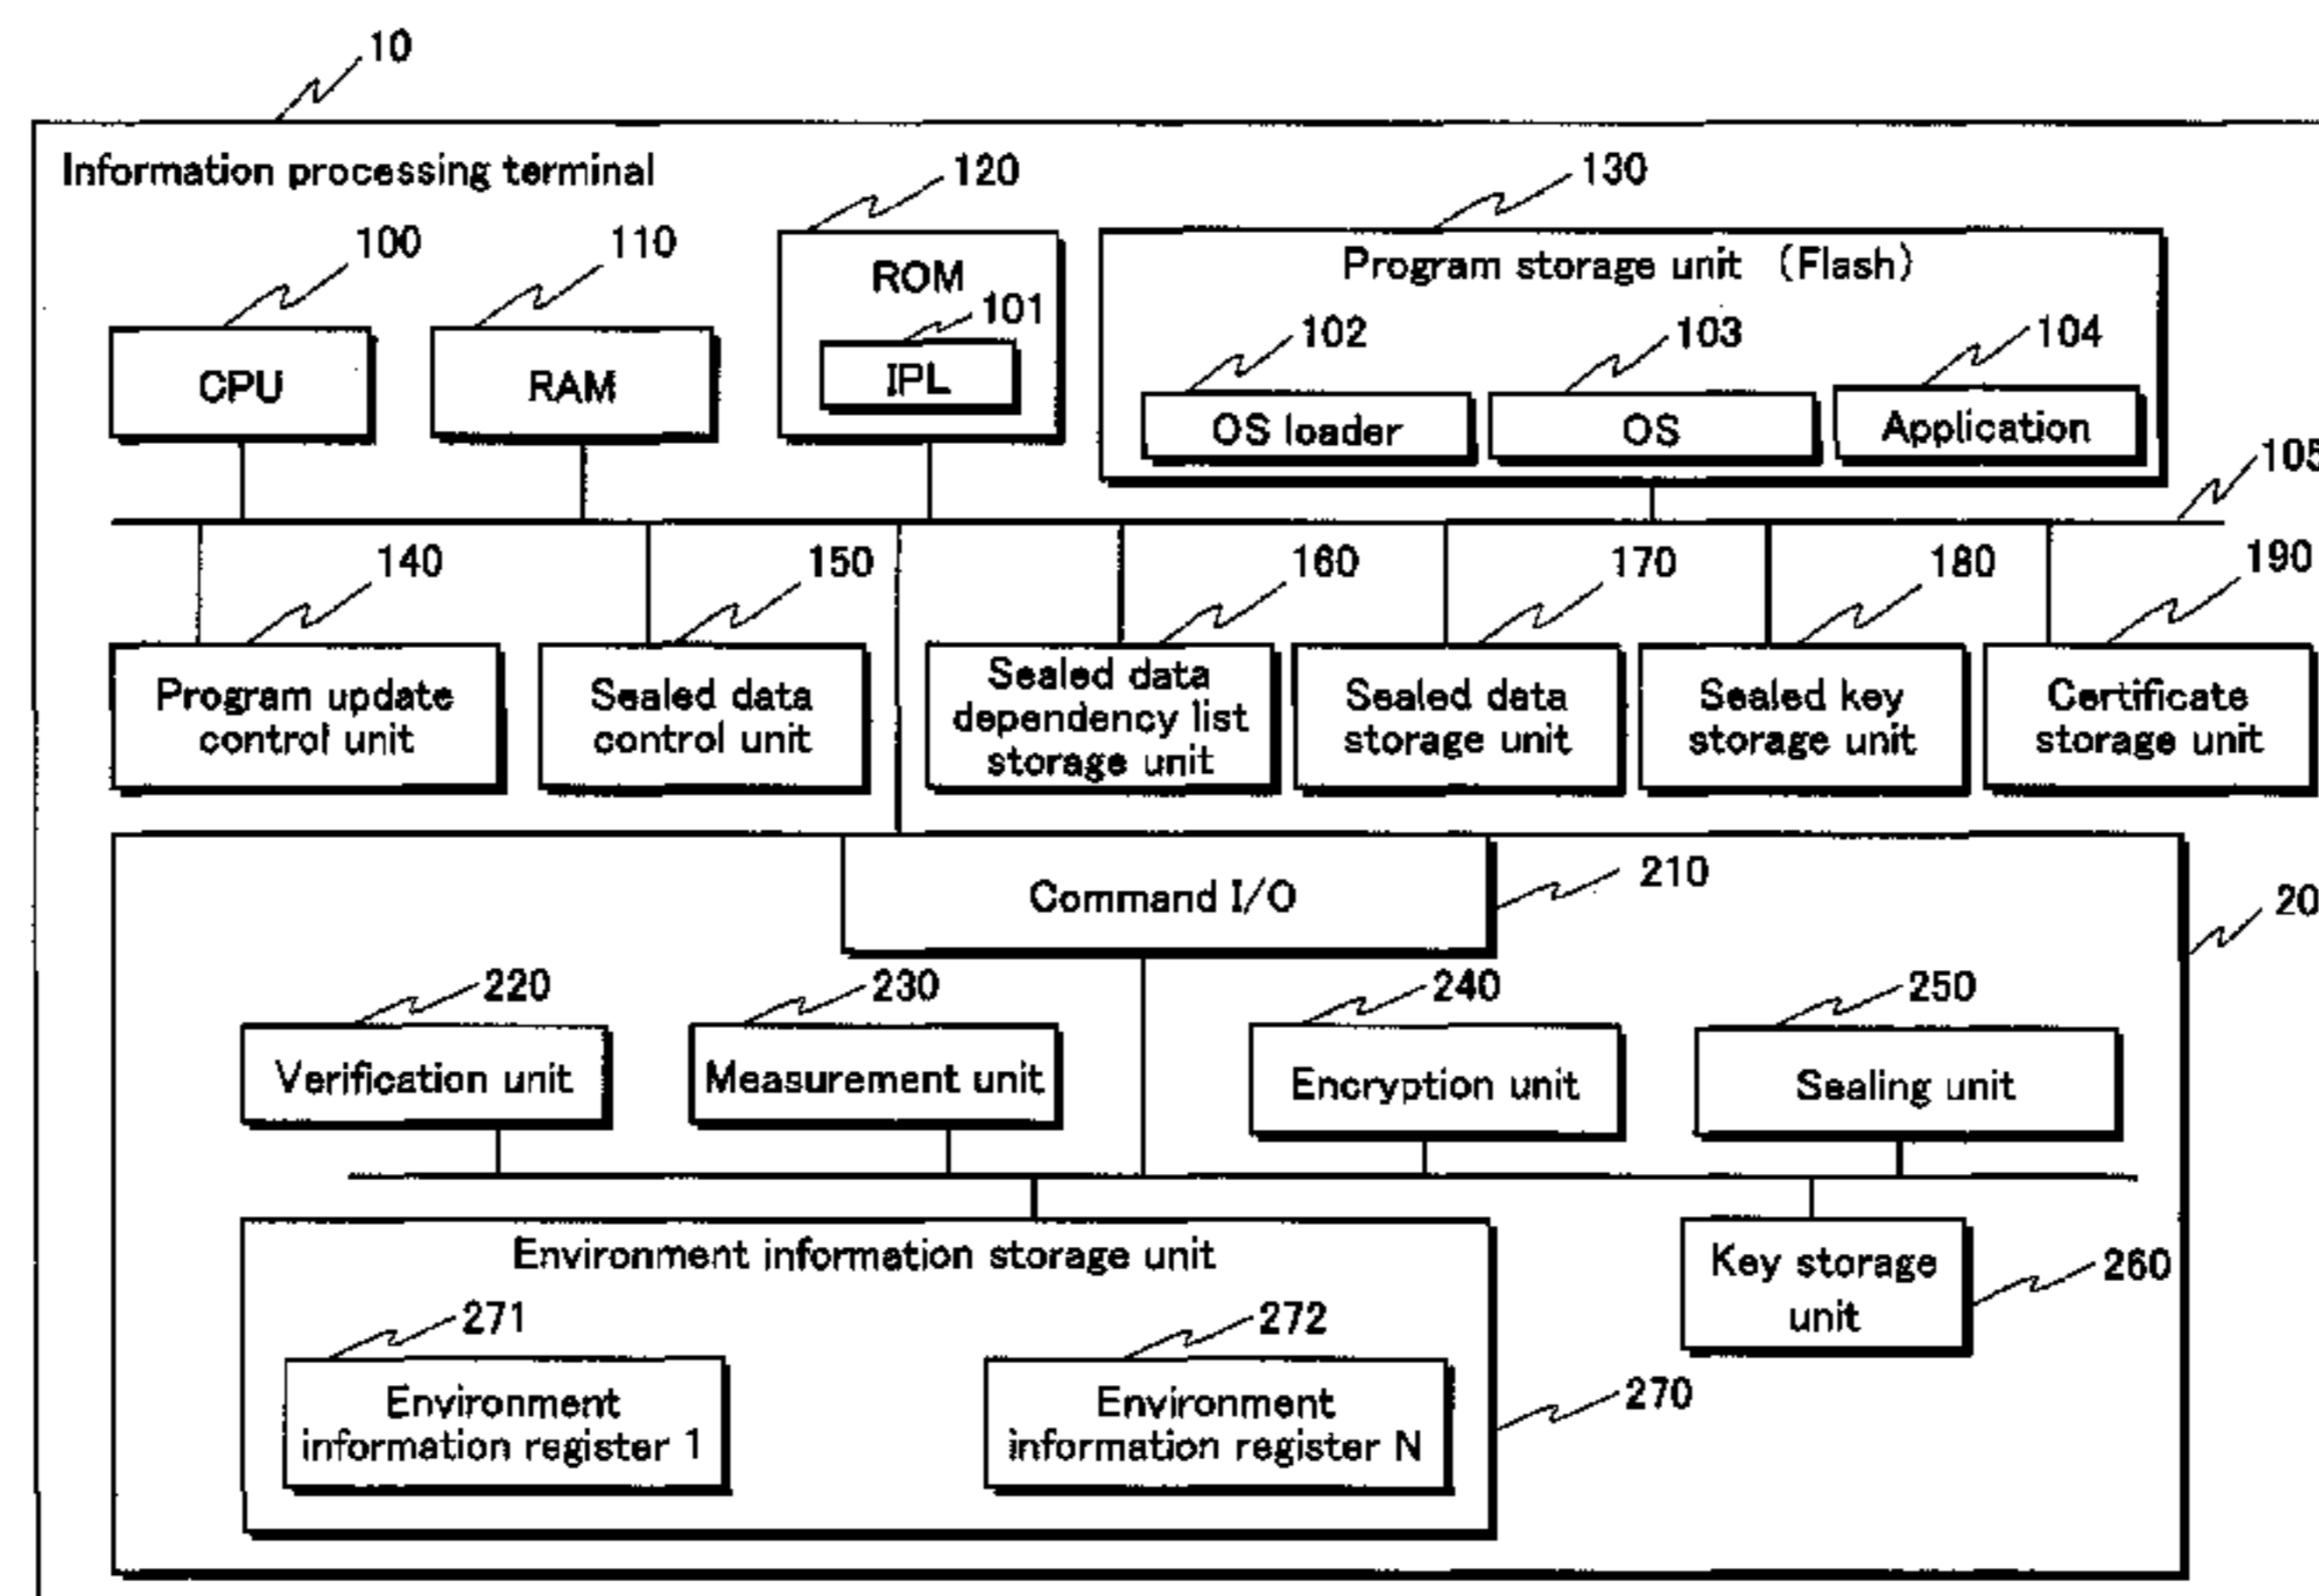 10
Information processing terminal
120
130
100
110
ROM
Program storage unit (Flash)
101
102
103
104
CPU
RAM
IPL
OS loader
OS
Application
105
140
150
160
170
180
190
Program update
control unit
Sealed data
control unit
Sealed data
dependency list
storage unit
Sealed data
storage unit
Sealed key
storage unit
Certificate
storage unit
Command I/O
210
20
220
230
240
250
Verification unit
Measurement unit
Encryption unit
Sealing unit
Environment information storage unit
Key storage
unit
260
271
272
Environment
information register 1
Environment
information register N
270